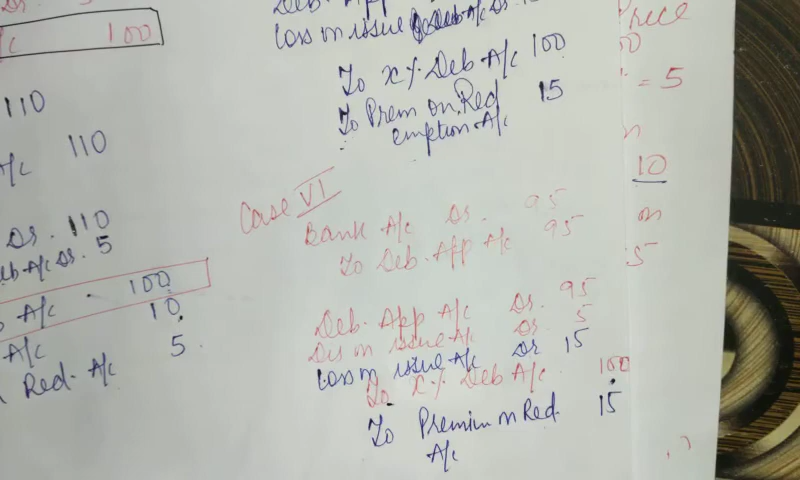 100
110
A/c 110
Dr. 110
eb A/c Dr. 5
A/c 100
A/c 10
Red. A/c 5
Loss on issue Deb A/c Dr.
To X% Deb A/c 100
To Prem on Red
emption A/c 15
Case VI
Bank A/c Dr. 95
To Deb. App A/c 95
Deb. App A/c Dr. 95
Dis on issue A/c Dr 5
Loss on issue A/c Dr 15
To X% Deb A/c. 100
To Premium on Red. 15
A/c
Price
= 5
10
on